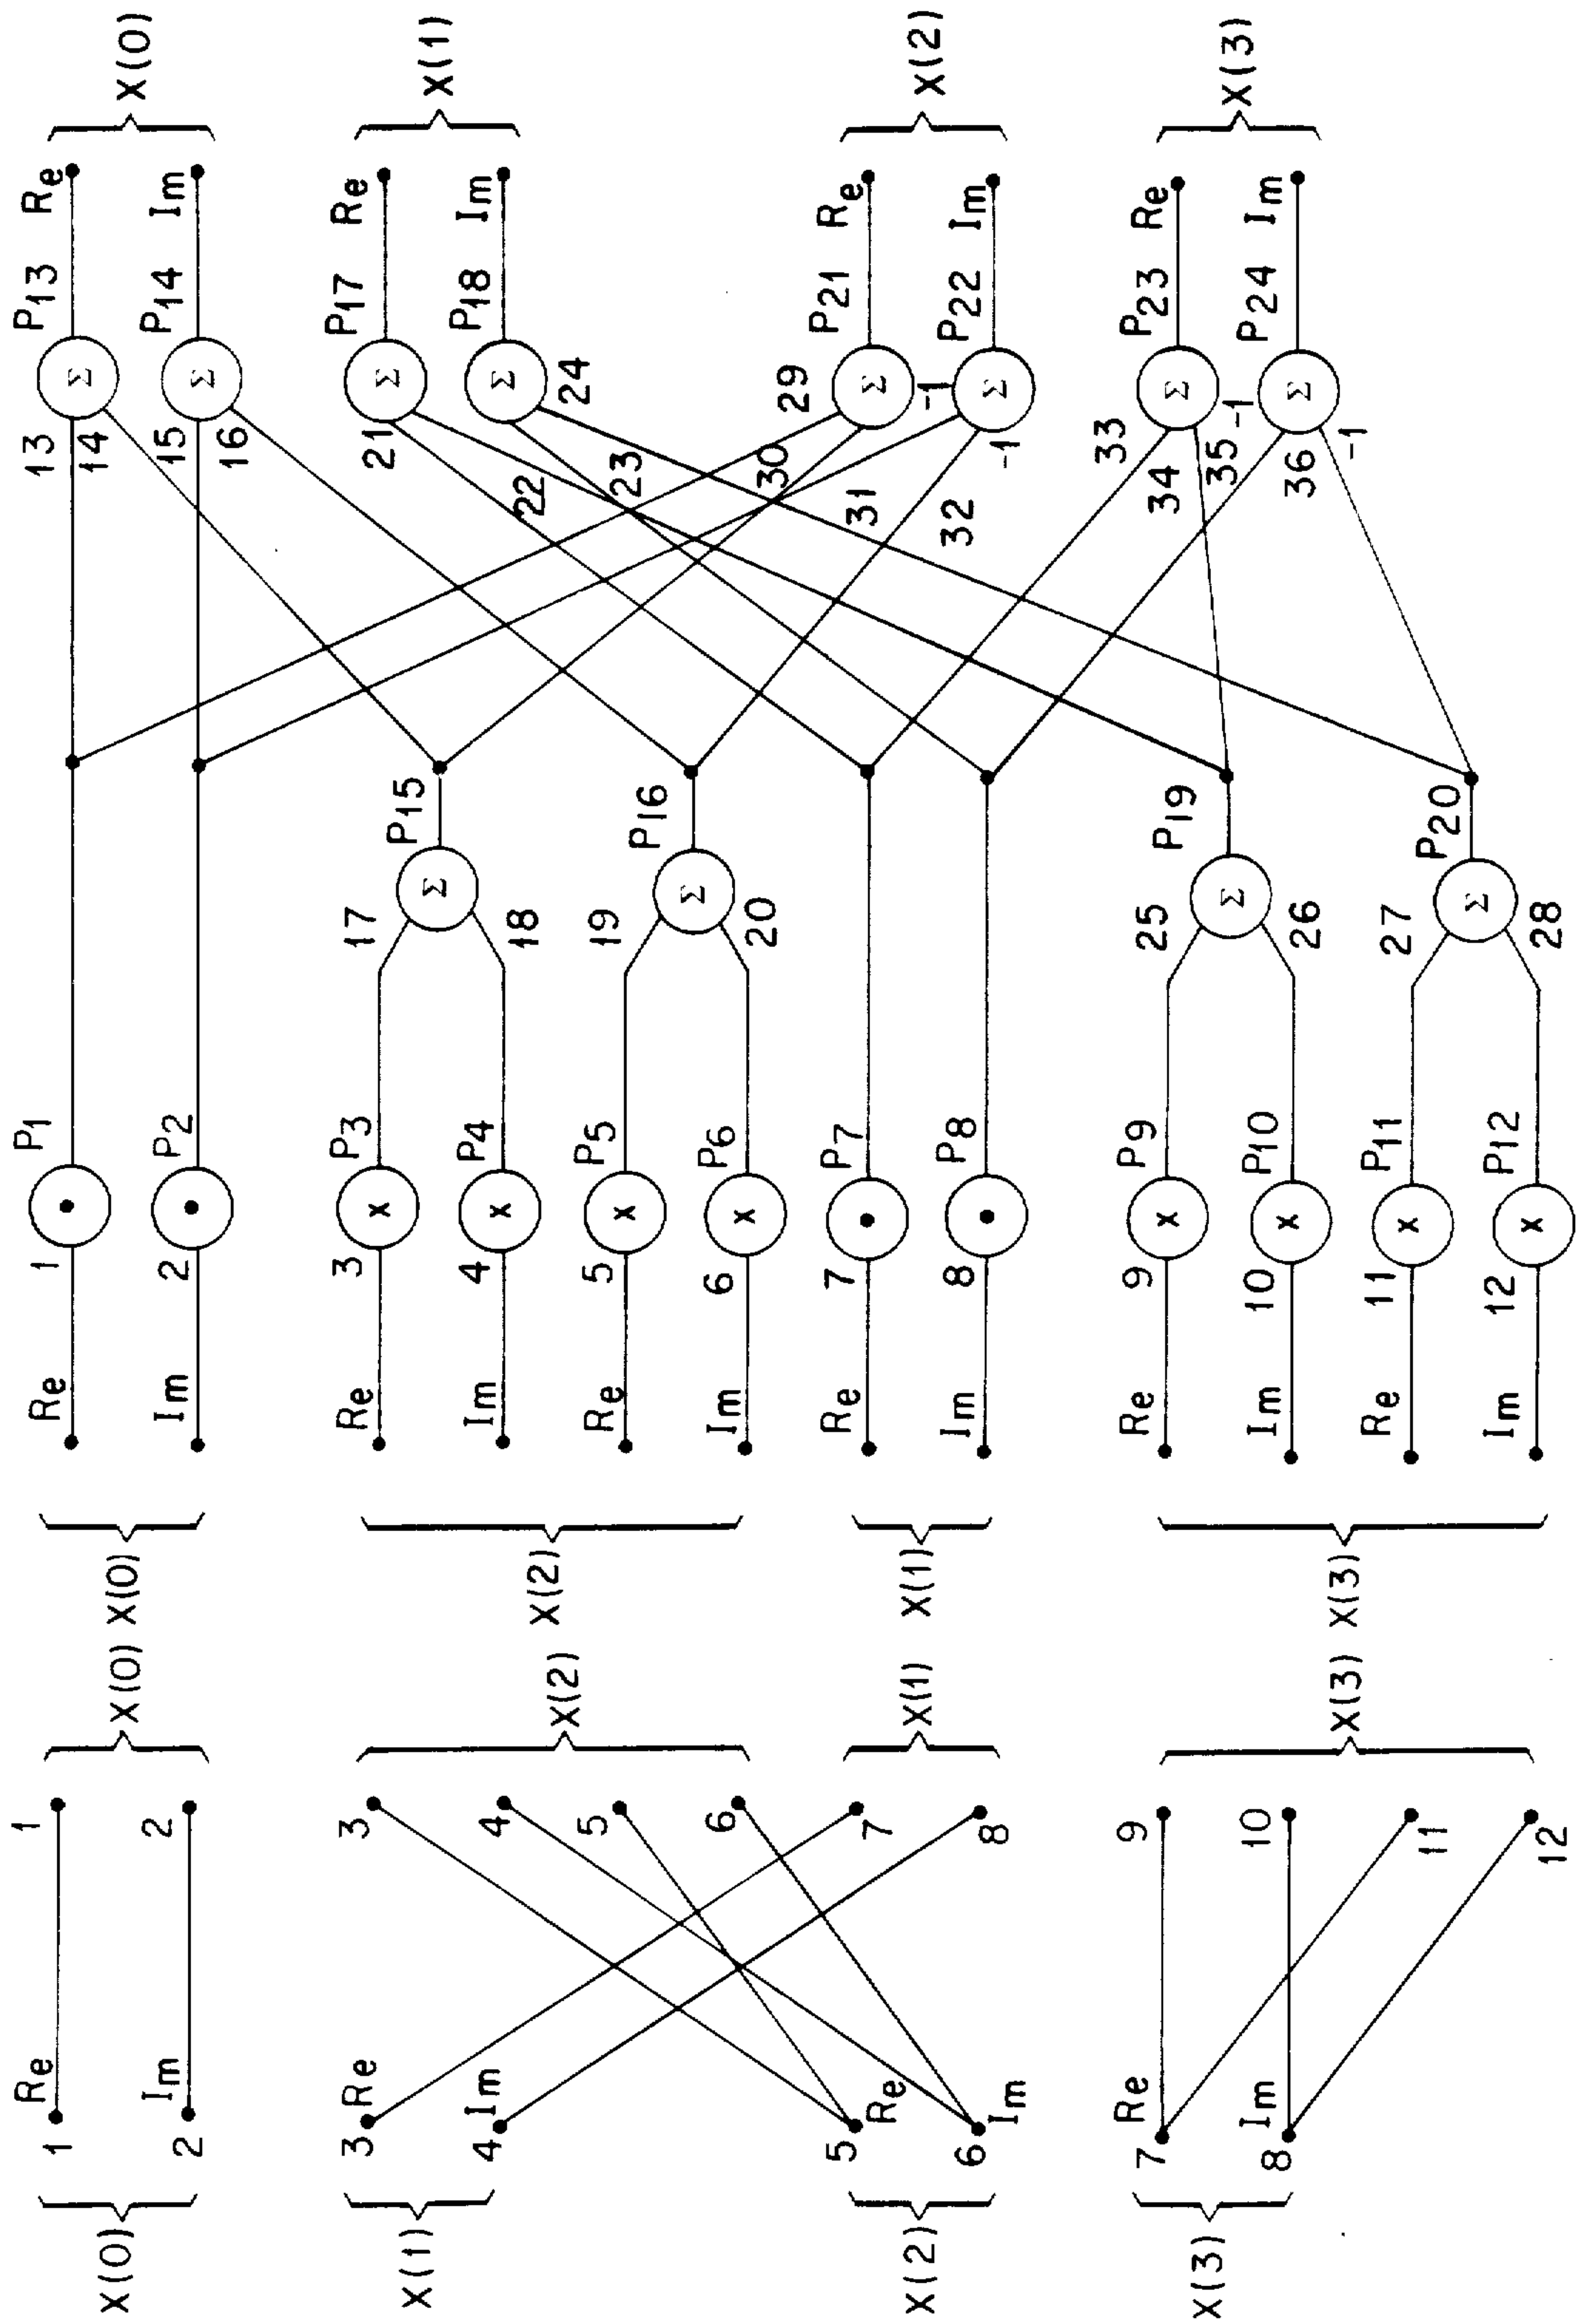 X(0)
Re P13 13 14
Im P14 15 16
Σ
Σ
X(1)
Re P17 21 22
Im P18 23 24
Σ
Σ
X(2)
Re P21 29 30
Im P22 31 32
Σ -1
Σ -1
X(3)
Re P23 33 34
Im P24 35 36
Σ -1
Σ -1
P15 Σ 17 18
P16 Σ 19 20
P19 Σ 25 26
P20 Σ 27 28
P1 1 Re
P2 2 Im
X(0)
P3 x 3 Re
P4 x 4 Im
P5 x 5 Re
P6 x 6 Im
X(2)
P7 7 Re
P8 8 Im
X(1)
P9 x 9 Re
P10 x 10 Im
P11 x 11 Re
P12 x 12 Im
X(3)
X(0)
1
2
X(2)
3
4
5
6
X(1)
7
8
X(3)
9
10
11
12
Re 1
Im 2
X(0)
Re 3
Im 4
X(1)
Re 5
Im 6
X(2)
Re 7
Im 8
X(3)